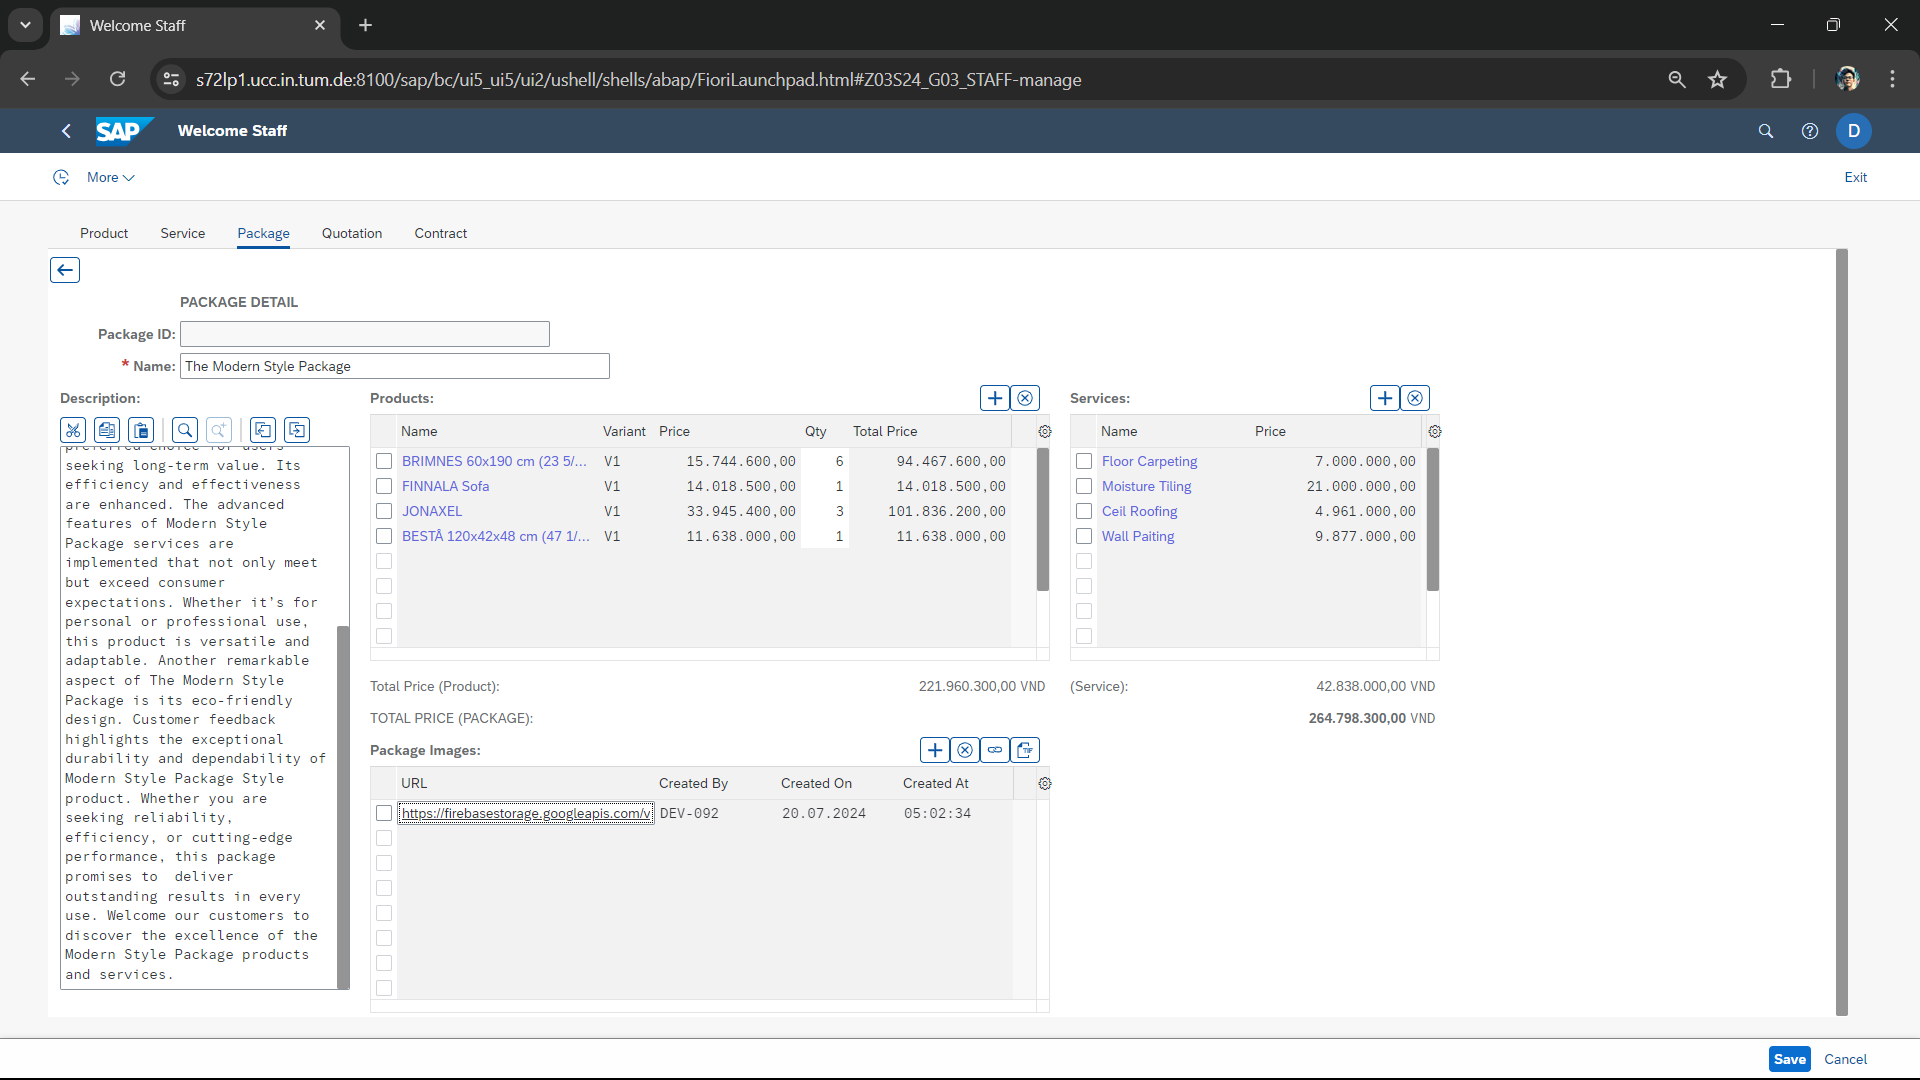 Welcome Staff
s72lp1.ucc.in.tum.de:8100/sap/bc/ui5_ui5/ui2/ushell/shells/abap/FioriLaunchpad.html#Z03S24_G03_STAFF-manage
SAP Welcome Staff D
More Exit
Product Service Package Quotation Contract
PACKAGE DETAIL
Package ID:
* Name: The Modern Style Package
Description:
seeking long-term value. Its
efficiency and effectiveness
are enhanced. The advanced
features of Modern Style
Package services are
implemented that not only meet
but exceed consumer
expectations. Whether it's for
personal or professional use,
this product is versatile and
adaptable. Another remarkable
aspect of The Modern Style
Package is its eco-friendly
design. Customer feedback
highlights the exceptional
durability and dependability of
Modern Style Package Style
product. Whether you are
seeking reliability,
efficiency, or cutting-edge
performance, this package
promises to  deliver
outstanding results in every
use. Welcome our customers to
discover the excellence of the
Modern Style Package products
and services.
Products:
Name Variant Price Qty Total Price
BRIMNES 60x190 cm (23 5/... V1 15.744.600,00 6 94.467.600,00
FINNALA Sofa V1 14.018.500,00 1 14.018.500,00
JONAXEL V1 33.945.400,00 3 101.836.200,00
BESTÅ 120x42x48 cm (47 1/... V1 11.638.000,00 1 11.638.000,00
Services:
Name Price
Floor Carpeting 7.000.000,00
Moisture Tiling 21.000.000,00
Ceil Roofing 4.961.000,00
Wall Paiting 9.877.000,00
Total Price (Product): 221.960.300,00 VND (Service): 42.838.000,00 VND
TOTAL PRICE (PACKAGE): 264.798.300,00 VND
Package Images:
TIF
URL Created By Created On Created At
https://firebasestorage.googleapis.com/v DEV-092 20.07.2024 05:02:34
Save Cancel